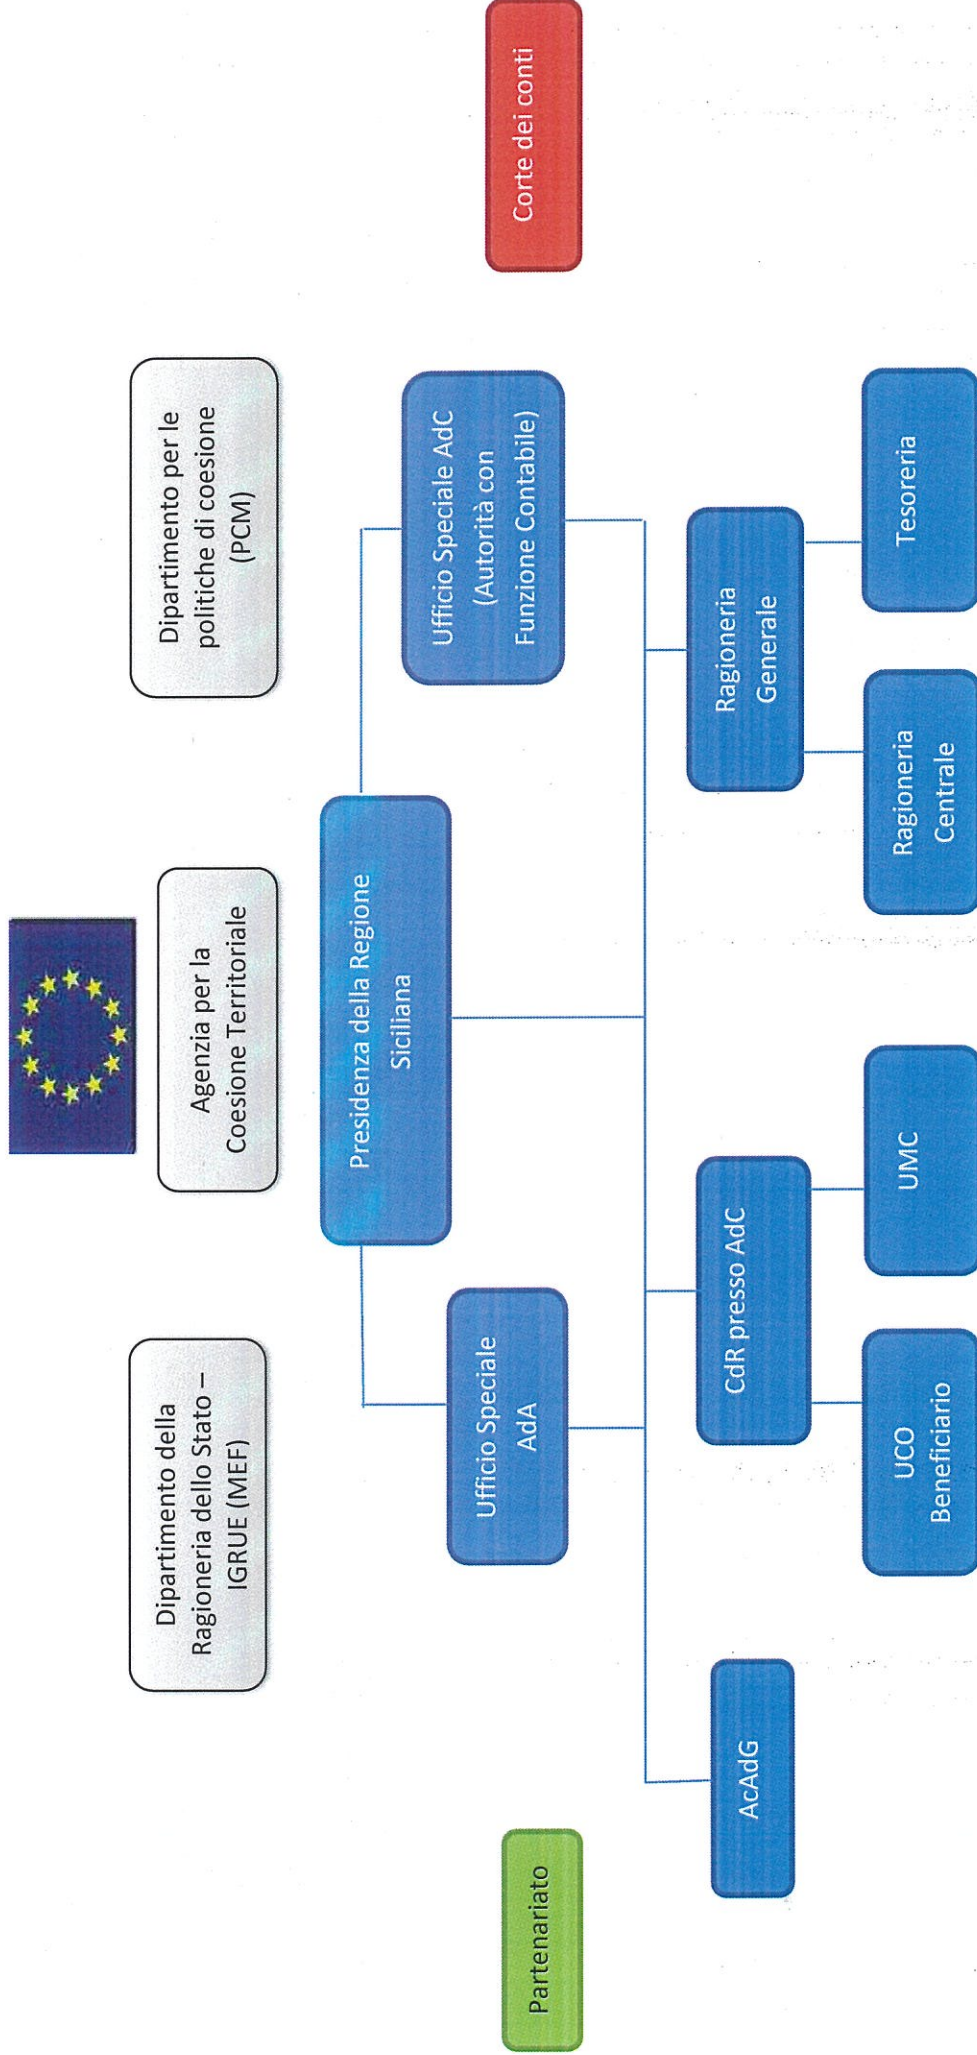 Dipartimento della
Ragioneria dello Stato –
IGRUE (MEF)
Agenzia per la
Coesione Territoriale
Dipartimento per le
politiche di coesione
(PCM)
Presidenza della Regione
Siciliana
Ufficio Speciale
AdA
Ufficio Speciale AdC
(Autorità con
Funzione Contabile)
Partenariato
Corte dei conti
AcAdG
CdR presso AdC
Ragioneria
Generale
UCO
Beneficiario
UMC
Ragioneria
Centrale
Tesoreria